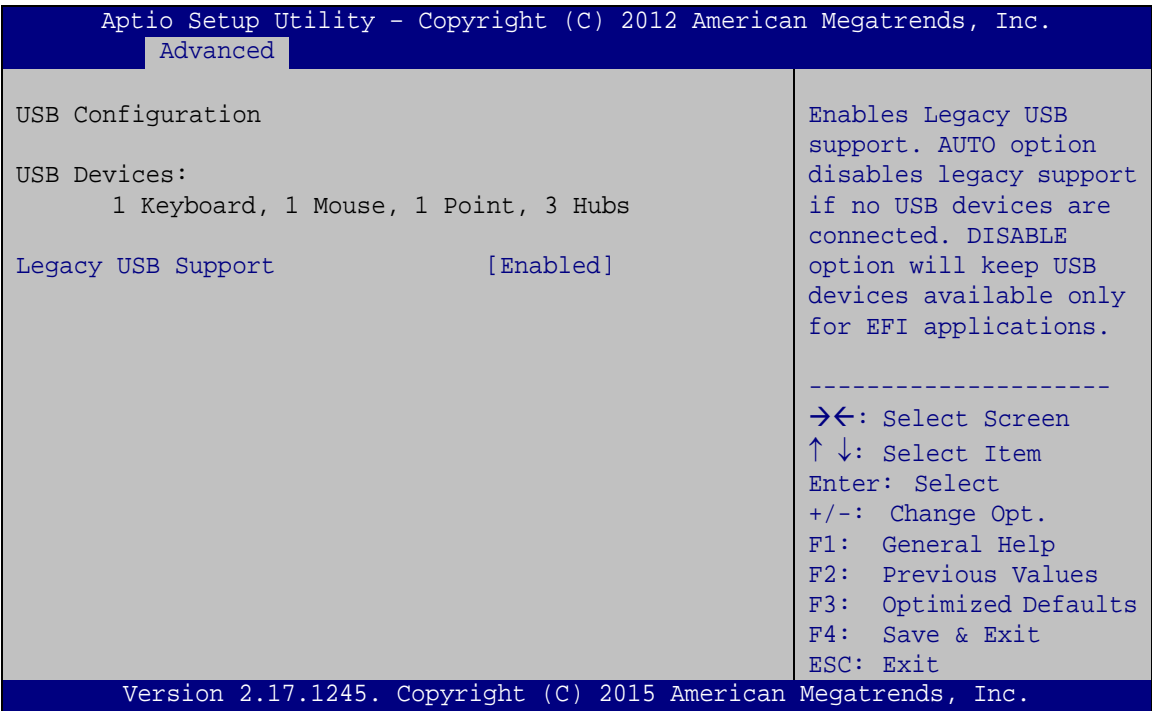 Aptio Setup Utility – Copyright (C) 2012 American Megatrends, Inc.
Advanced
USB Configuration
USB Devices:
1 Keyboard, 1 Mouse, 1 Point, 3 Hubs
Legacy USB Support [Enabled]
Enables Legacy USB
support. AUTO option
disables legacy support
if no USB devices are
connected. DISABLE
option will keep USB
devices available only
for EFI applications.
---------------------
→←: Select Screen
↑ ↓: Select Item
Enter: Select
+/-: Change Opt.
F1: General Help
F2: Previous Values
F3: Optimized Defaults
F4: Save & Exit
ESC: Exit
Version 2.17.1245. Copyright (C) 2015 American Megatrends, Inc.